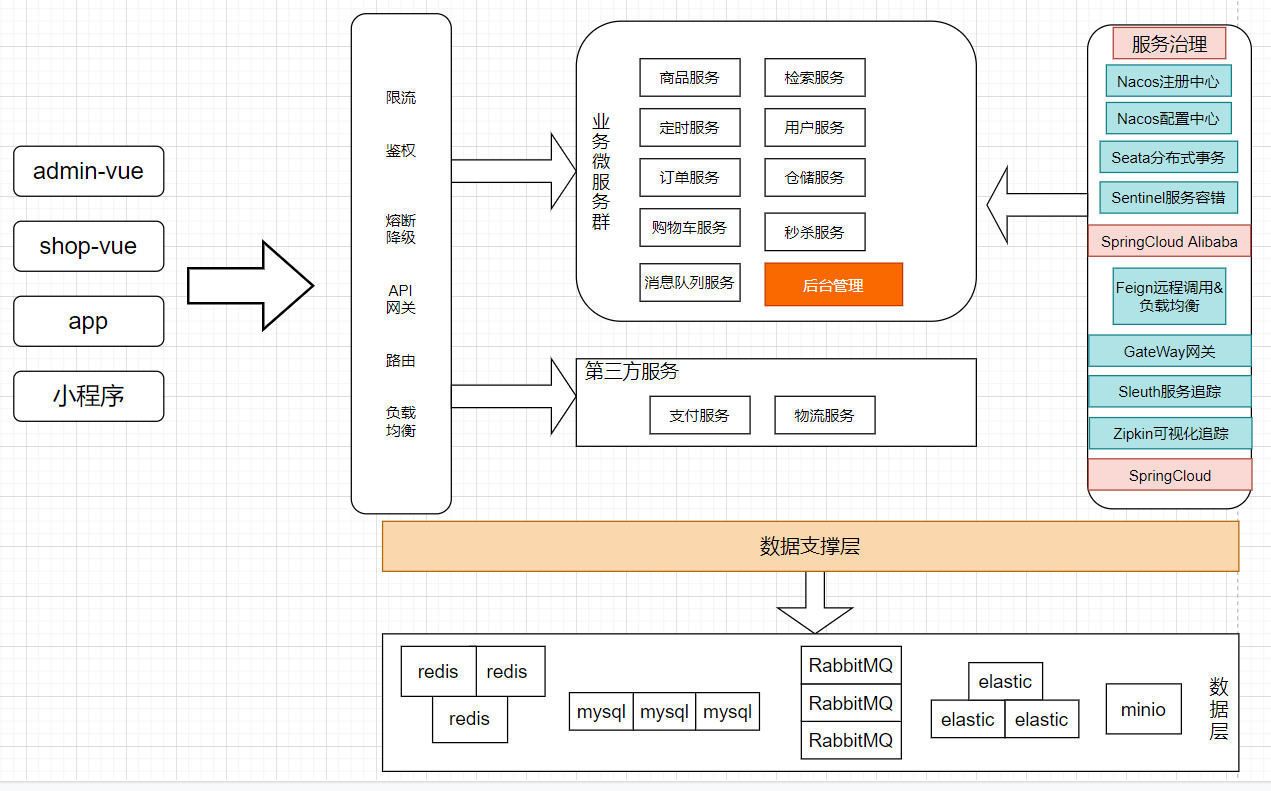 admin-vue
shop-vue
app
小程序
限流
鉴权
熔断
降级
API
网关
路由
负载
均衡
业务微服务群
商品服务
检索服务
定时服务
用户服务
订单服务
仓储服务
购物车服务
秒杀服务
消息队列服务
后台管理
第三方服务
支付服务
物流服务
服务治理
Nacos注册中心
Nacos配置中心
Seata分布式事务
Sentinel服务容错
SpringCloud Alibaba
Feign远程调用&
负载均衡
GateWay网关
Sleuth服务追踪
Zipkin可视化追踪
SpringCloud
数据支撑层
redis
redis
redis
mysql
mysql
mysql
RabbitMQ
RabbitMQ
RabbitMQ
elastic
elastic
elastic
minio
数据层